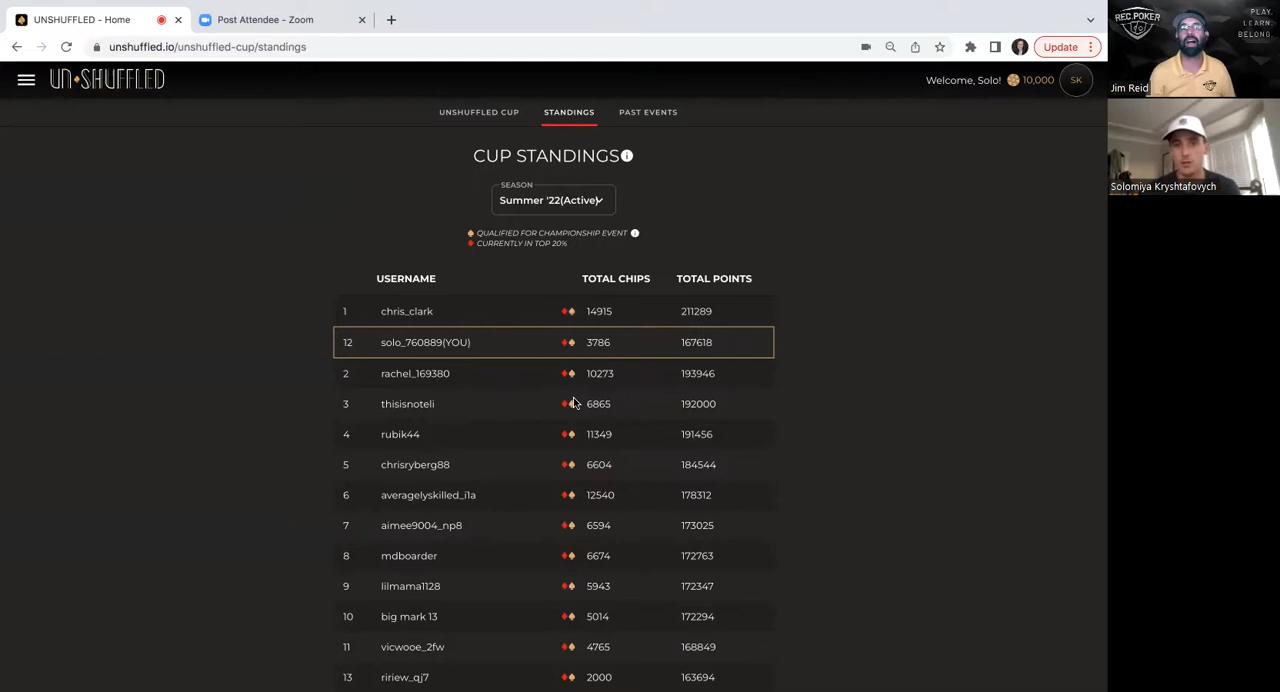 UNSHUFFLED - Home
Post Attendee - Zoom
unshuffled.io/unshuffled-cup/standings
Update
UN SHUFFLED
Welcome, Solo! 10,000 SK
UNSHUFFLED CUP STANDINGS PAST EVENTS
CUP STANDINGS
SEASON
Summer '22(Active)
QUALIFIED FOR CHAMPIONSHIP EVENT
CURRENTLY IN TOP 20%
USERNAME TOTAL CHIPS TOTAL POINTS
1 chris_clark 14915 211289
12 solo_760889(YOU) 3786 167618
2 rachel_169380 10273 193946
3 thisisnoteli 6865 192000
4 rubik44 11349 191456
5 chrisryberg88 6604 184544
6 averagelyskilled_i1a 12540 178312
7 aimee9004_np8 6594 173025
8 mdboarder 6674 172763
9 lilmama1128 5943 172347
10 big mark 13 5014 172294
11 vicwooe_2fw 4765 168849
13 ririew_qj7 2000 163694
REC.POKER
PLAY.
LEARN.
BELONG.
Jim Reid
Solomiya Kryshtafovych